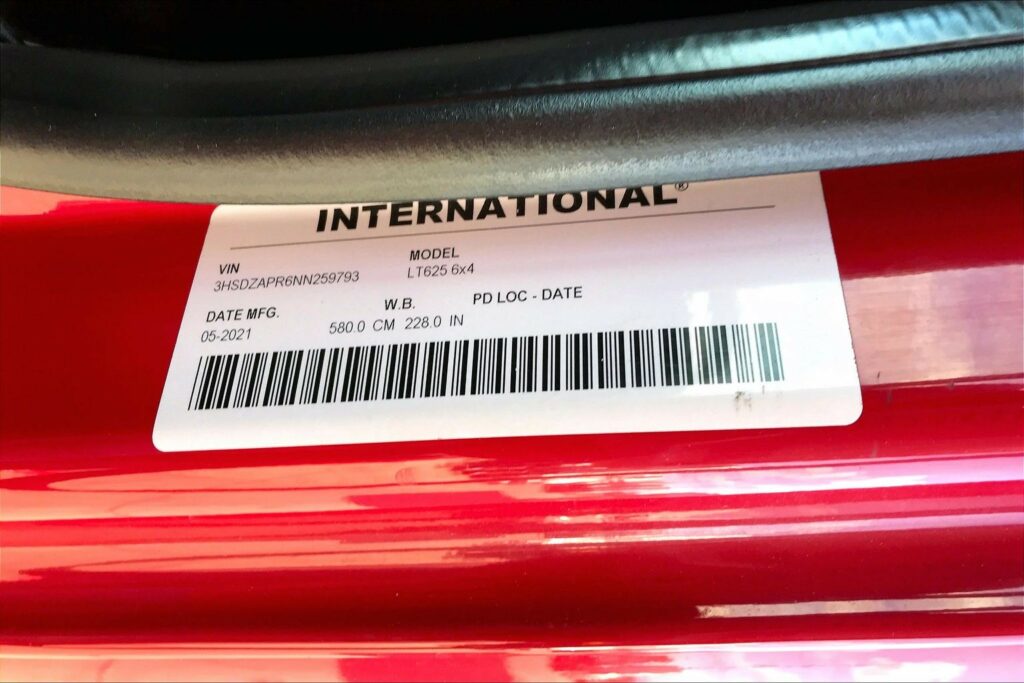 INTERNATIONAL®
VIN MODEL
3HSDZAPR6NN259793 LT625 6x4
DATE MFG. W.B. PD LOC - DATE
05-2021 580.0 CM 228.0 IN